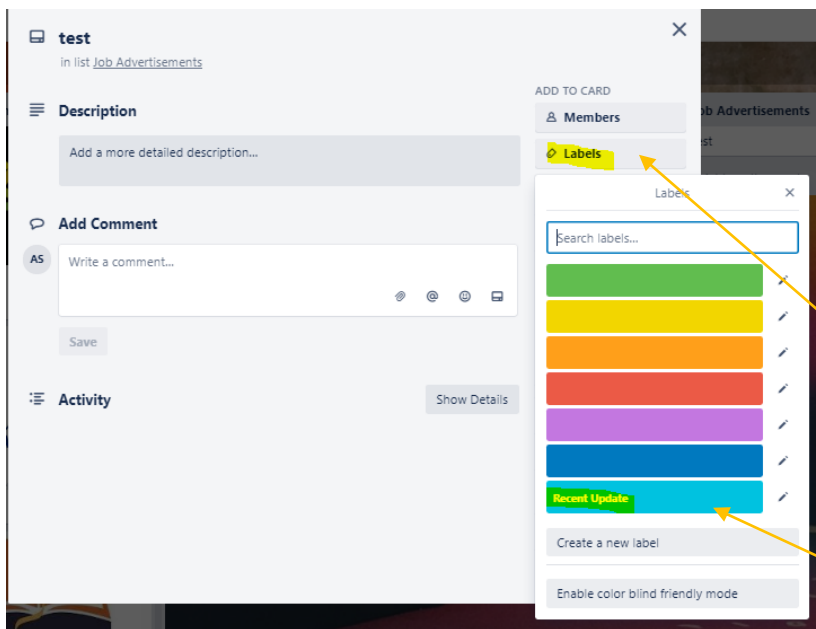 test
in list Job Advertisements
ADD TO CARD
Description
Members
ob Advertisements
Add a more detailed description...
Labels
st
Labels
Add Comment
Search labels...
AS
Write a comment...
@
Save
Activity
Show Details
Recent Update
Create a new label
Enable color blind friendly mode